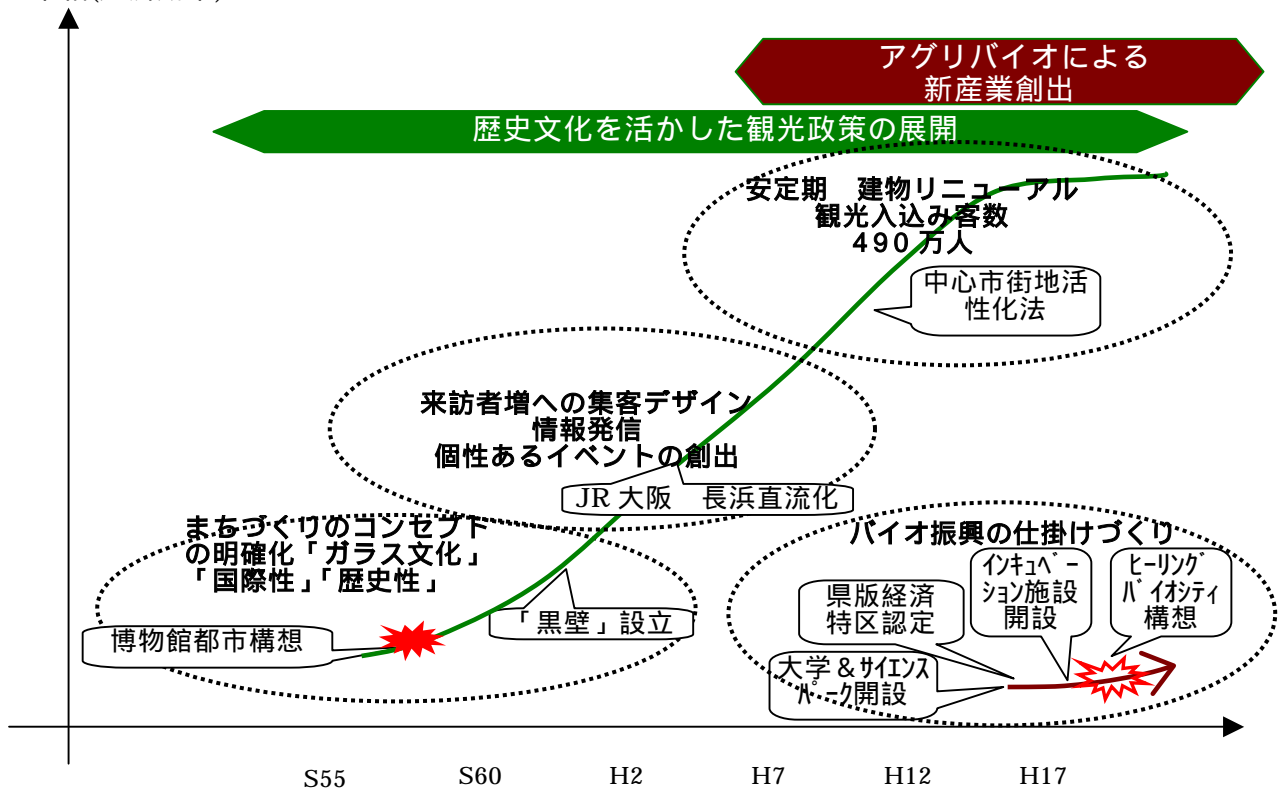 アグリバイオによる
新産業創出
歴史文化を活かした観光政策の展開
安定期　建物リニューアル
観光入込み客数
490万人
中心市街地活
性化法
来訪者増への集客デザイン
情報発信
個性あるイベントの創出
JR大阪　長浜直流化
まちづくりのコンセプト
の明確化「ガラス文化」
「国際性」「歴史性」
「黒壁」設立
博物館都市構想
バイオ振興の仕掛けづくり
県版経済
特区認定
ｲﾝｷｭﾍﾞｰ
ｼｮﾝ施設
開設
ﾋｰﾘﾝｸﾞ
ﾊﾞｲｵｼﾃｨ
構想
大学＆ｻｲｴﾝｽ
ﾊﾟｰｸ開設
S55 S60 H2 H7 H12 H17